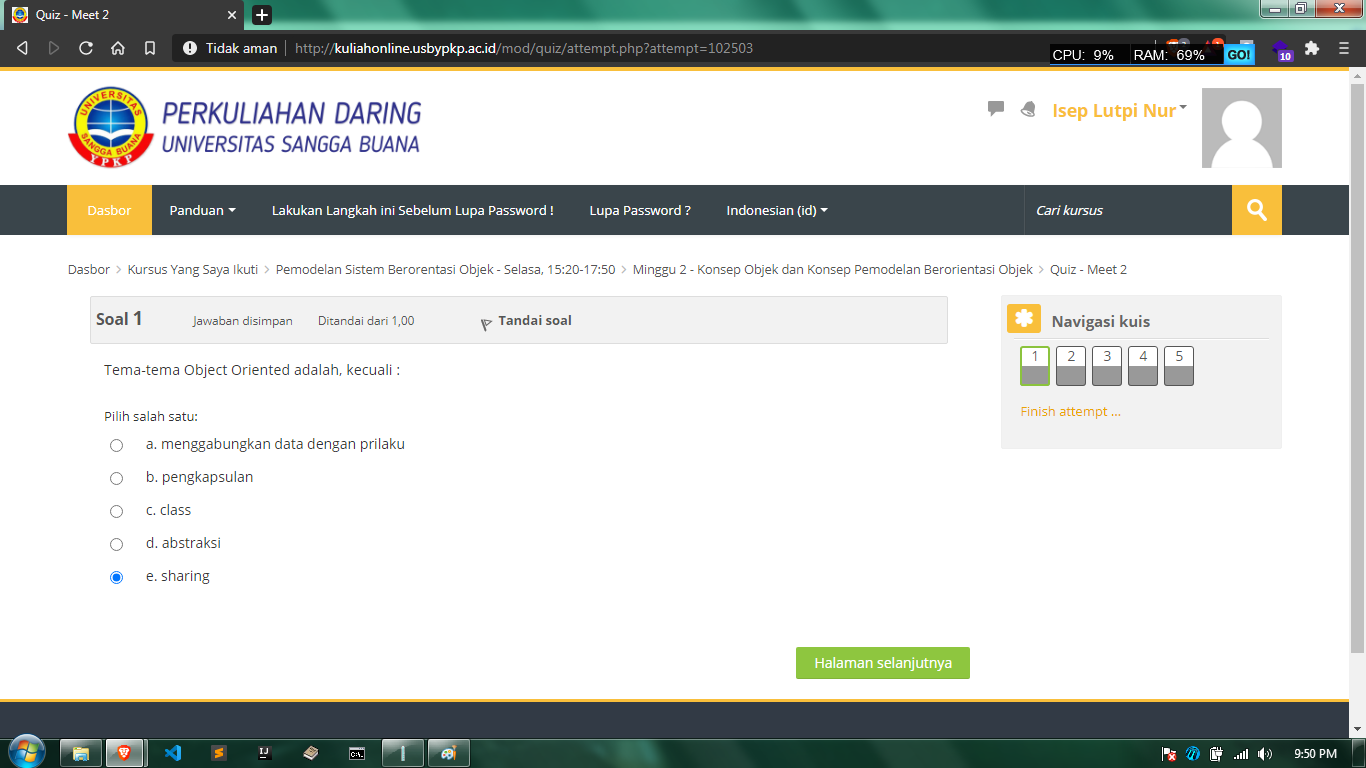 Quiz - Meet 2
Tidak aman
http://kuliahonline.usbypkp.ac.id/mod/quiz/attempt.php?attempt=102503
CPU: 9% RAM: 69% GO!
10
UNIVERSITAS
SANGGA BUANA
YPKP
PERKULIAHAN DARING
UNIVERSITAS SANGGA BUANA
Isep Lutpi Nur
Dasbor Panduan Lakukan Langkah ini Sebelum Lupa Password ! Lupa Password ? Indonesian (id) Cari kursus
Dasbor > Kursus Yang Saya Ikuti > Pemodelan Sistem Berorentasi Objek - Selasa, 15:20-17:50 > Minggu 2 - Konsep Objek dan Konsep Pemodelan Berorientasi Objek > Quiz - Meet 2
Soal 1 Jawaban disimpan Ditandai dari 1,00 Tandai soal
Tema-tema Object Oriented adalah, kecuali :
Pilih salah satu:
a. menggabungkan data dengan prilaku
b. pengkapsulan
c. class
d. abstraksi
e. sharing
Halaman selanjutnya
Navigasi kuis
1 2 3 4 5
Finish attempt ...
9:50 PM